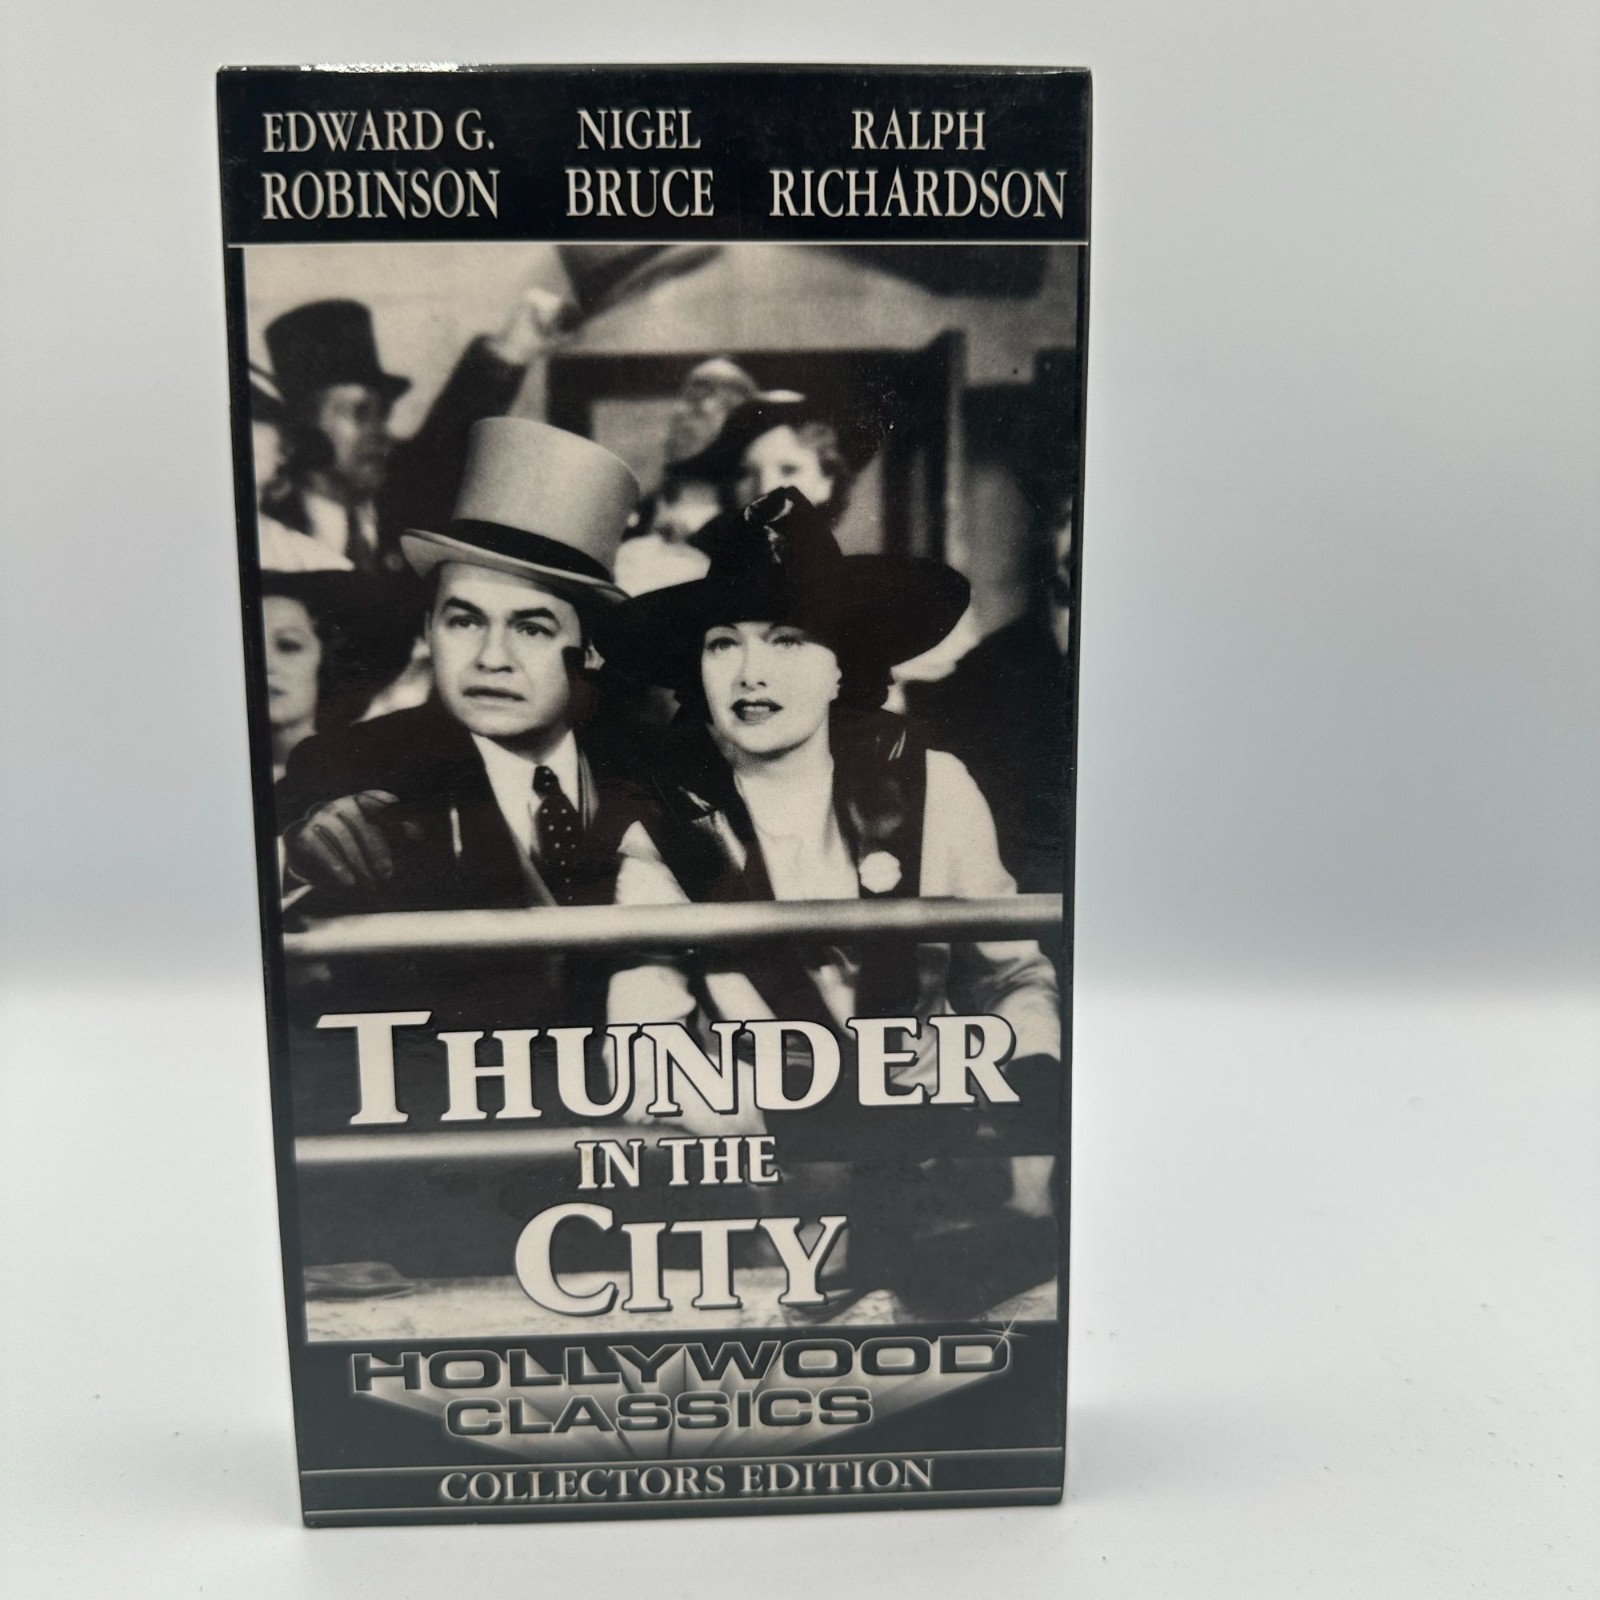 EDWARD G. NIGEL RALPH
ROBINSON BRUCE RICHARDSON
THUNDER
IN THE
CITY
HOLLYWOOD
CLASSICS
COLLECTORS EDITION